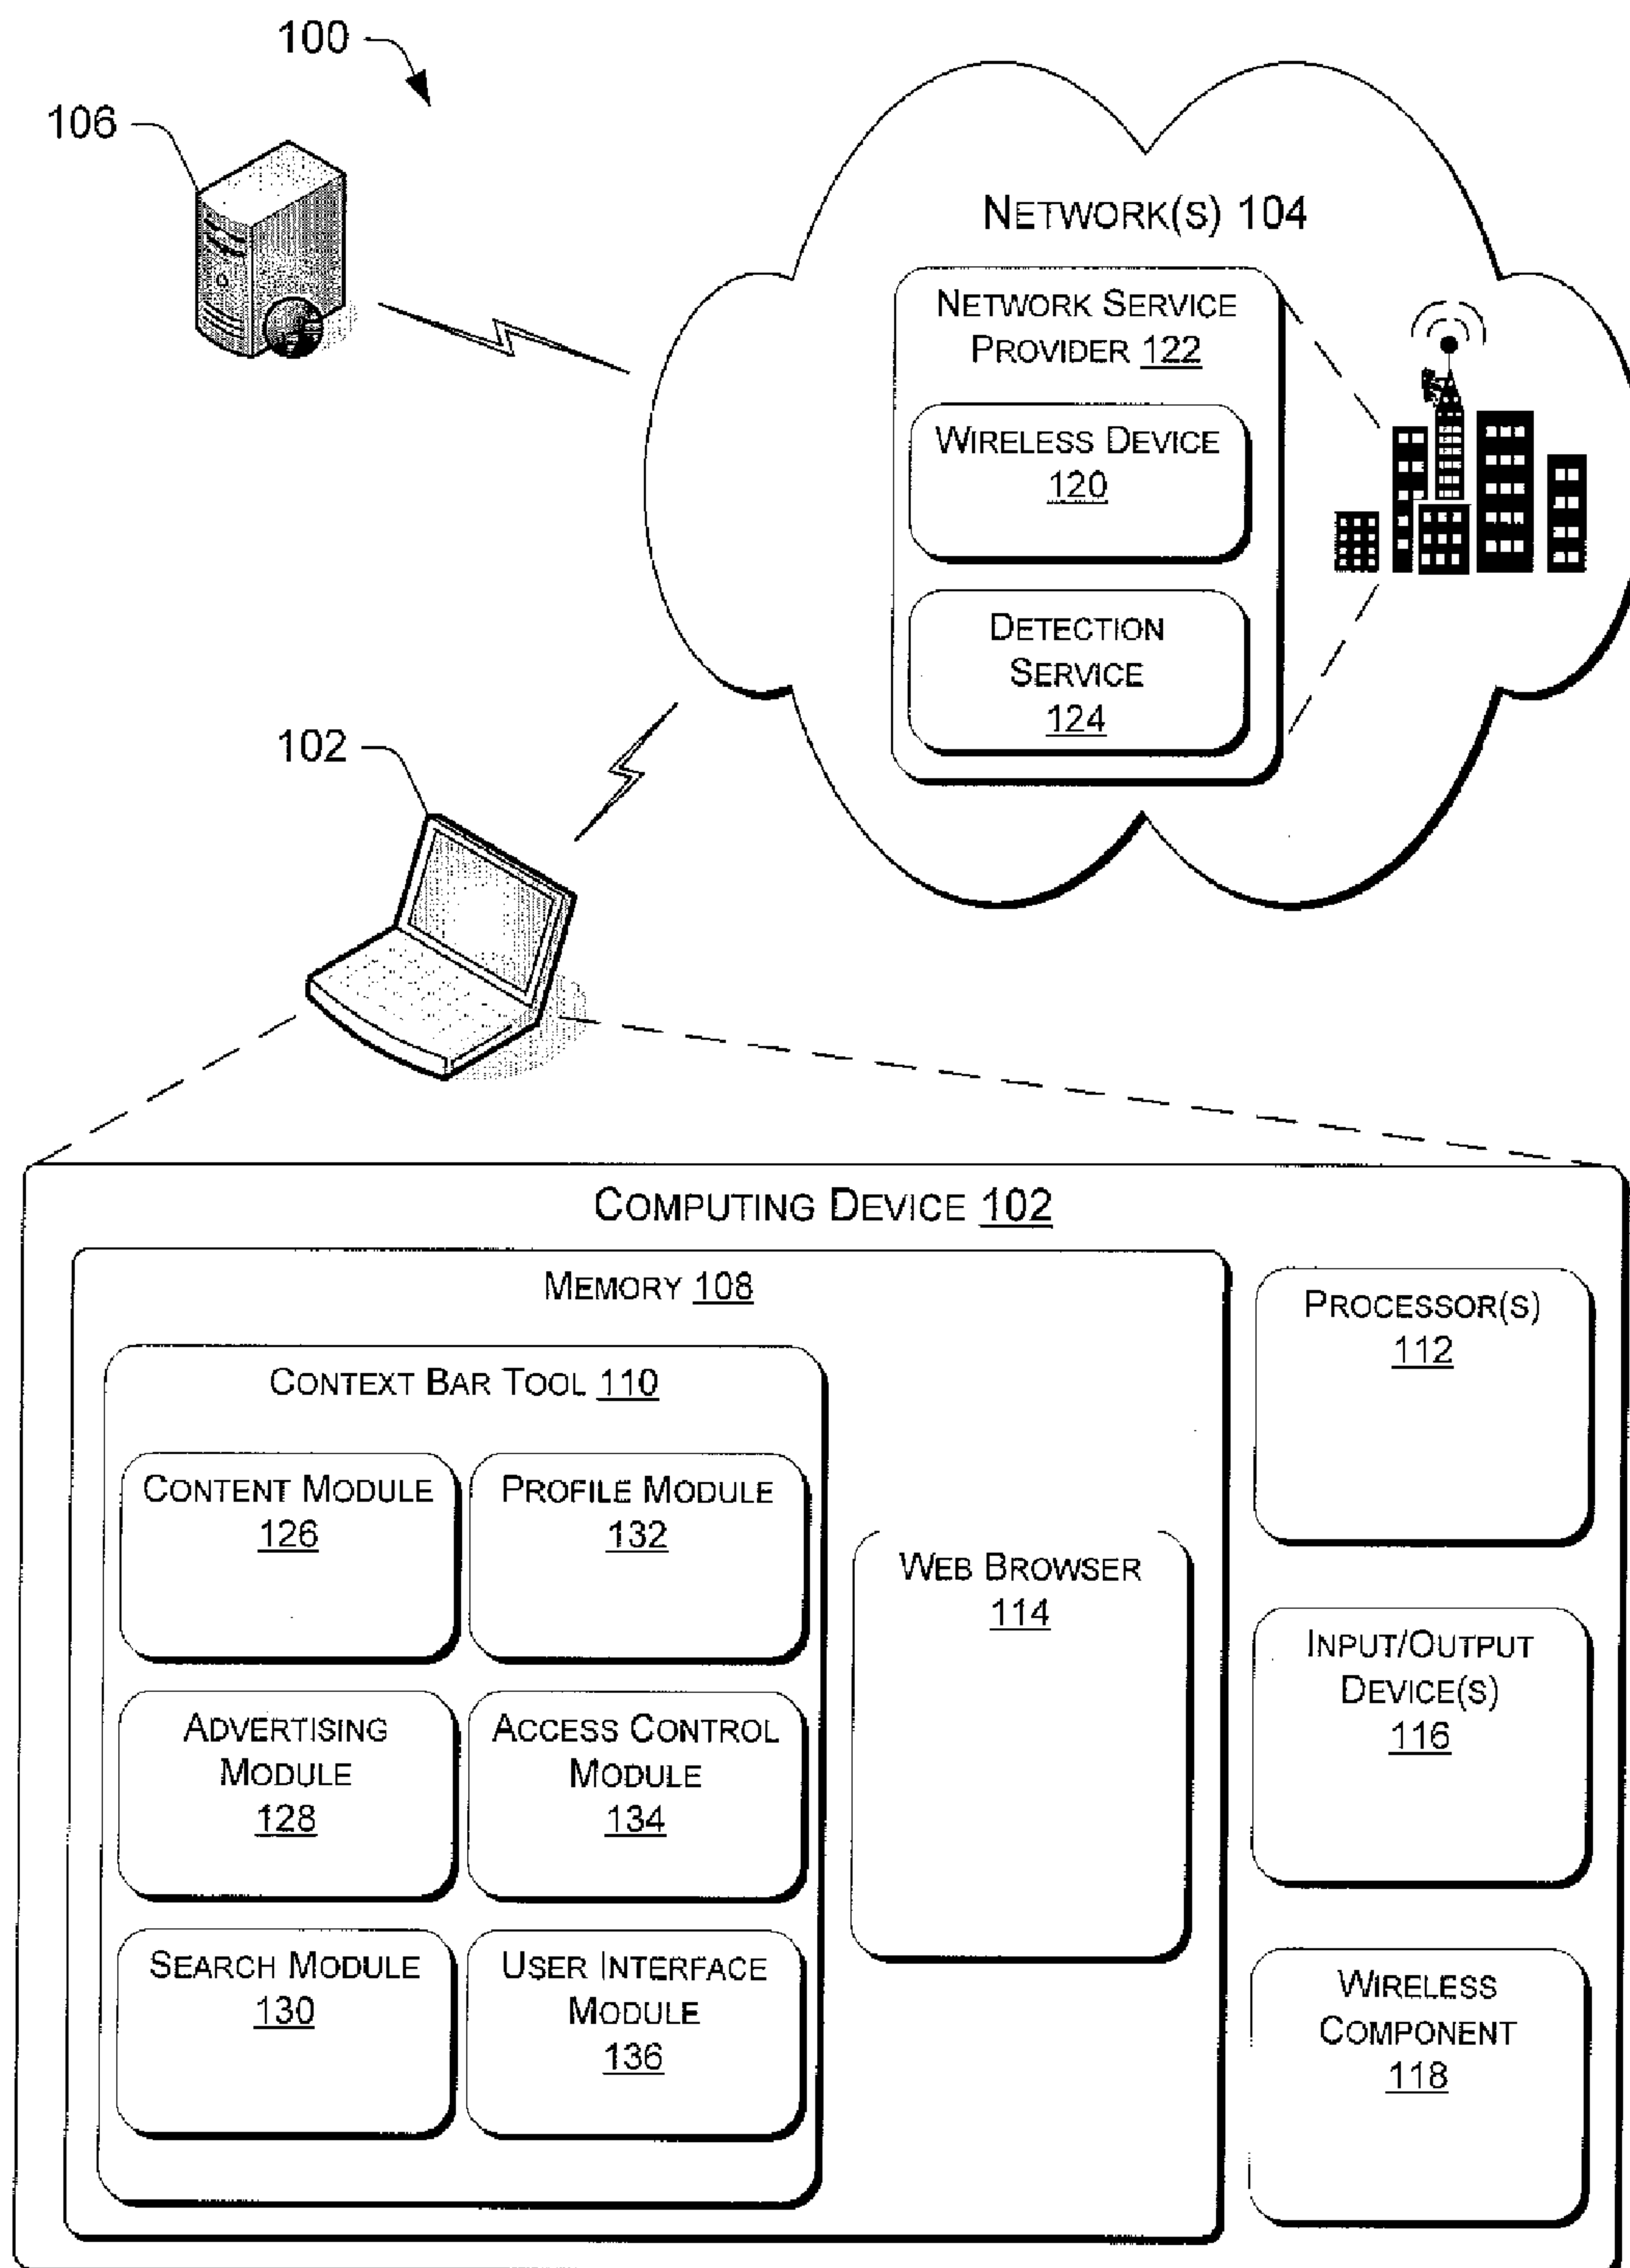 100
106
NETWORK(S) 104
NETWORK SERVICE
PROVIDER 122
WIRELESS DEVICE
120
DETECTION
SERVICE
124
102
COMPUTING DEVICE 102
MEMORY 108
CONTEXT BAR TOOL 110
CONTENT MODULE
126
PROFILE MODULE
132
ADVERTISING
MODULE
128
ACCESS CONTROL
MODULE
134
SEARCH MODULE
130
USER INTERFACE
MODULE
136
WEB BROWSER
114
PROCESSOR(S)
112
INPUT/OUTPUT
DEVICE(S)
116
WIRELESS
COMPONENT
118